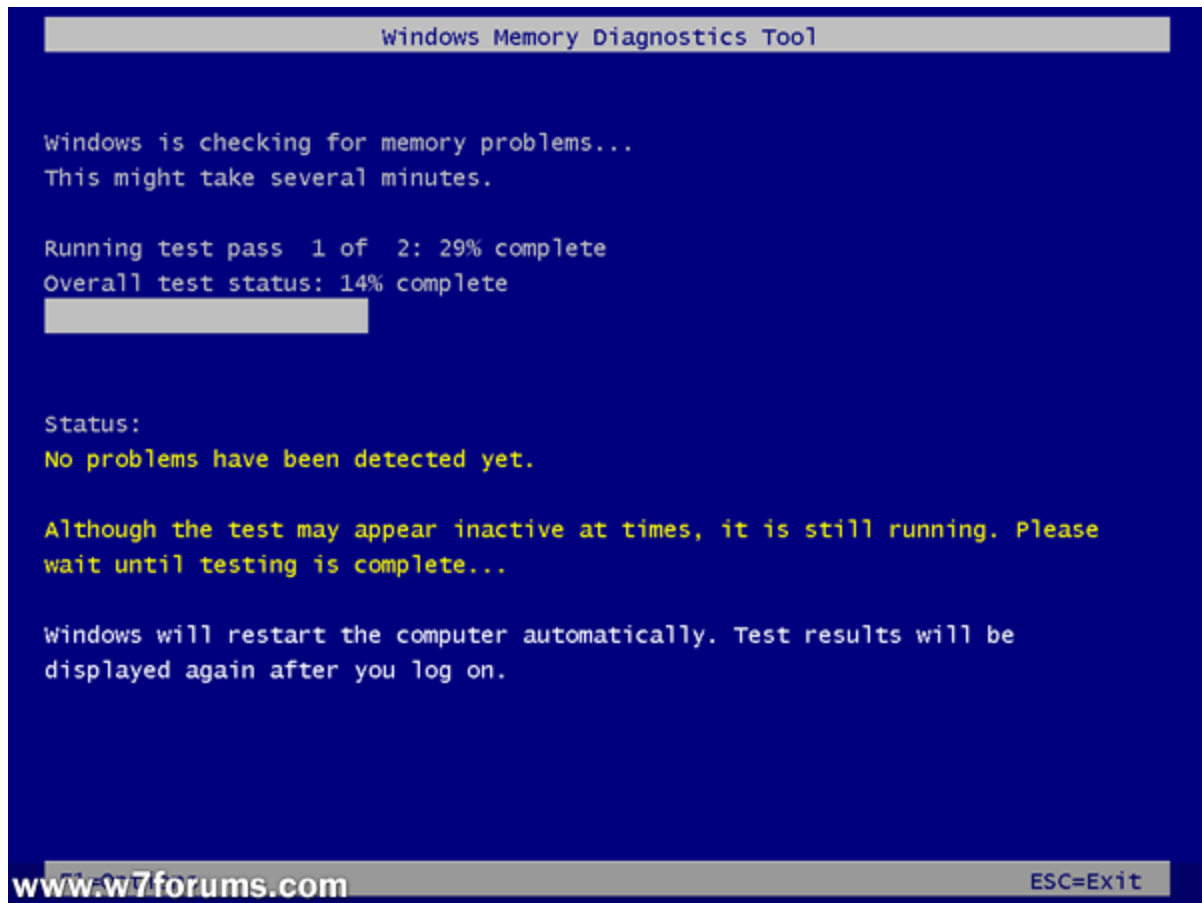 Windows Memory Diagnostics Tool
Windows is checking for memory problems...
This might take several minutes.
Running test pass  1 of  2: 29% complete
Overall test status: 14% complete
Status:
No problems have been detected yet.
Although the test may appear inactive at times, it is still running. Please
wait until testing is complete...
Windows will restart the computer automatically. Test results will be
displayed again after you log on.
www.w7forums.com
ESC=Exit